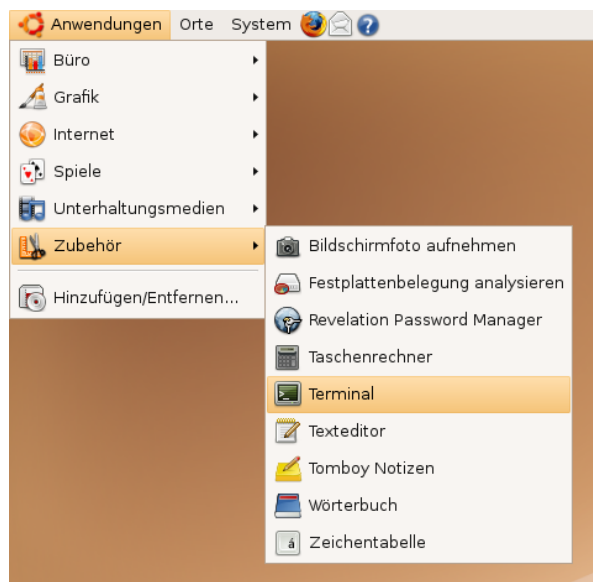 Anwendungen Orte System
Büro
Grafik
Internet
Spiele
Unterhaltungsmedien
Zubehör
Hinzufügen/Entfernen...
Bildschirmfoto aufnehmen
Festplattenbelegung analysieren
Revelation Password Manager
Taschenrechner
Terminal
Texteditor
Tomboy Notizen
Wörterbuch
á Zeichentabelle